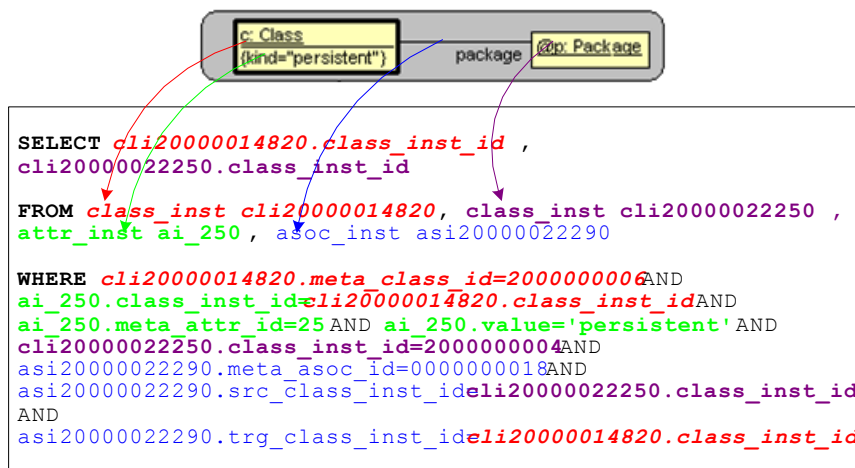 c: Class
{kind="persistent"}
package
@p: Package
SELECT cli20000014820.class_inst_id ,
cli20000022250.class_inst_id
FROM class_inst cli20000014820, class_inst cli20000022250 ,
attr_inst ai_250 , asoc_inst asi20000022290
WHERE cli20000014820.meta_class_id=2000000006AND
ai_250.class_inst_id=cli20000014820.class_inst_idAND
ai_250.meta_attr_id=25 AND ai_250.value='persistent' AND
cli20000022250.class_inst_id=2000000004AND
asi20000022290.meta_asoc_id=0000000018AND
asi20000022290.src_class_inst_id=cli20000022250.class_inst_id
AND
asi20000022290.trg_class_inst_id=cli20000014820.class_inst_id